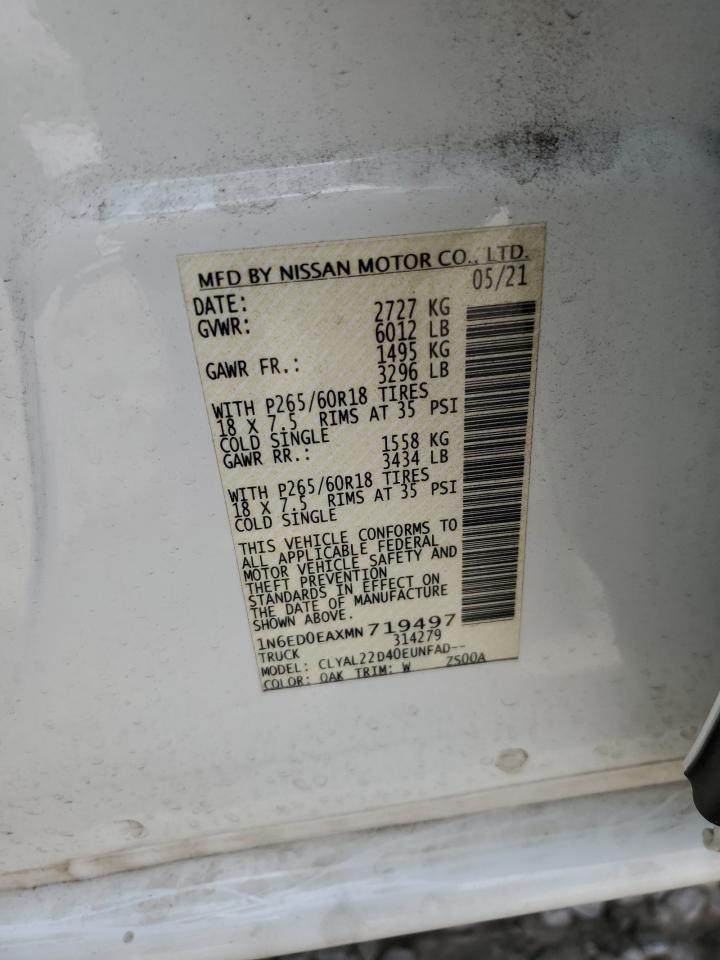 MFD BY NISSAN MOTOR CO., LTD.
DATE: 05/21
GVWR: 2727 KG
6012 LB
GAWR FR.: 1495 KG
3296 LB
WITH P265/60R18 TIRES
18 X 7.5 RIMS AT 35 PSI
COLD SINGLE
GAWR RR.: 1558 KG
3434 LB
WITH P265/60R18 TIRES
18 X 7.5 RIMS AT 35 PSI
COLD SINGLE
THIS VEHICLE CONFORMS TO
ALL APPLICABLE FEDERAL
MOTOR VEHICLE SAFETY AND
THEFT PREVENTION
STANDARDS IN EFFECT ON
THE DATE OF MANUFACTURE
SHOWN ABOVE.
1N6ED0EAXMN719497
TRUCK 314279
MODEL: CLYAL22D40EUNFAD--
COLOR: QAK TRIM: W ZS00A